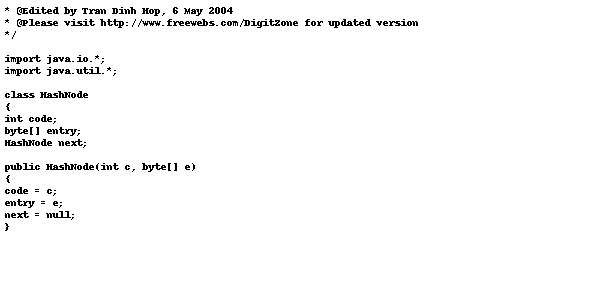 * @Edited by Tran Dinh Hop, 6 May 2004
* @Please visit http://www.freewebs.com/DigitZone for updated version
*/
import java.io.*;
import java.util.*;
class HashNode
{
int code;
byte[] entry;
HashNode next;
public HashNode(int c, byte[] e)
{
code = c;
entry = e;
next = null;
}